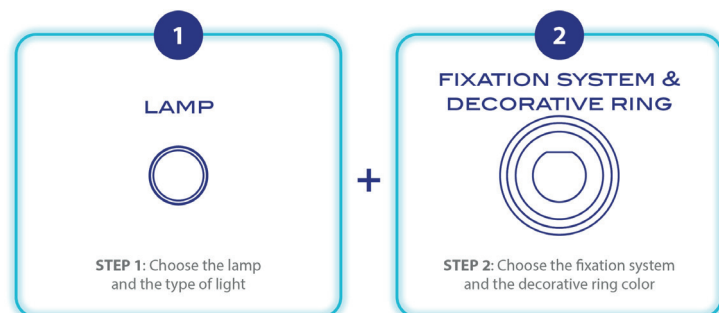 1
LAMP
STEP 1: Choose the lamp
and the type of light
+
2
FIXATION SYSTEM &
DECORATIVE RING
STEP 2: Choose the fixation system
and the decorative ring color